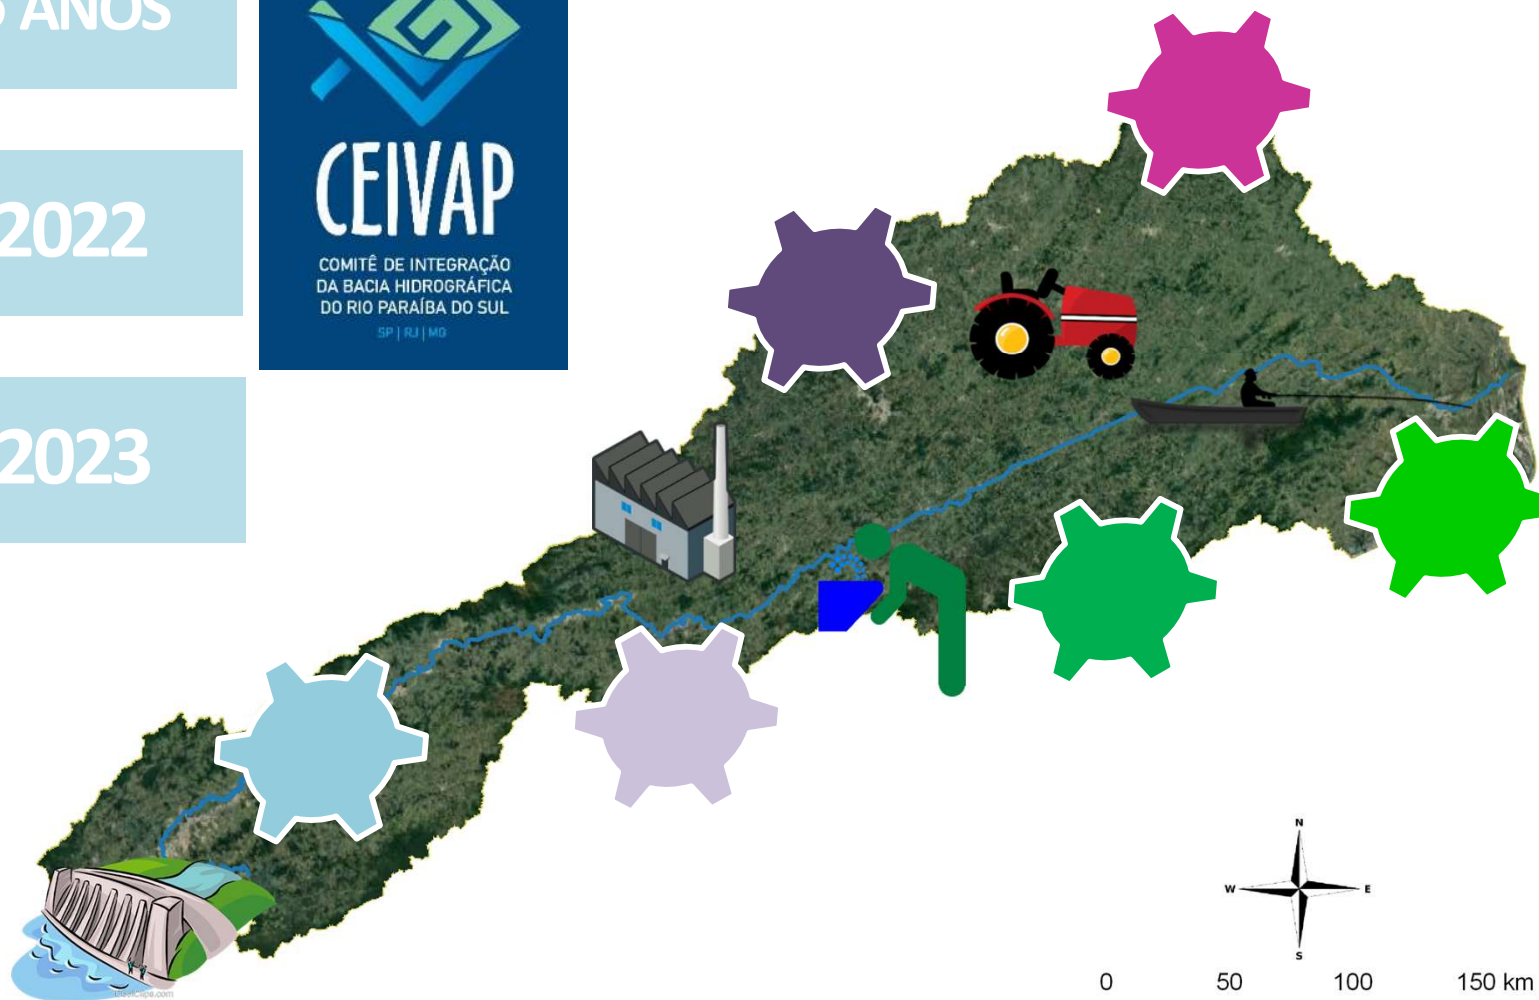 ANOS
2022
2023
CEIVAP
COMITÊ DE INTEGRAÇÃO
DA BACIA HIDROGRÁFICA
DO RIO PARAÍBA DO SUL
SP | RJ | MG
N
W E
S
0 50 100 150 km